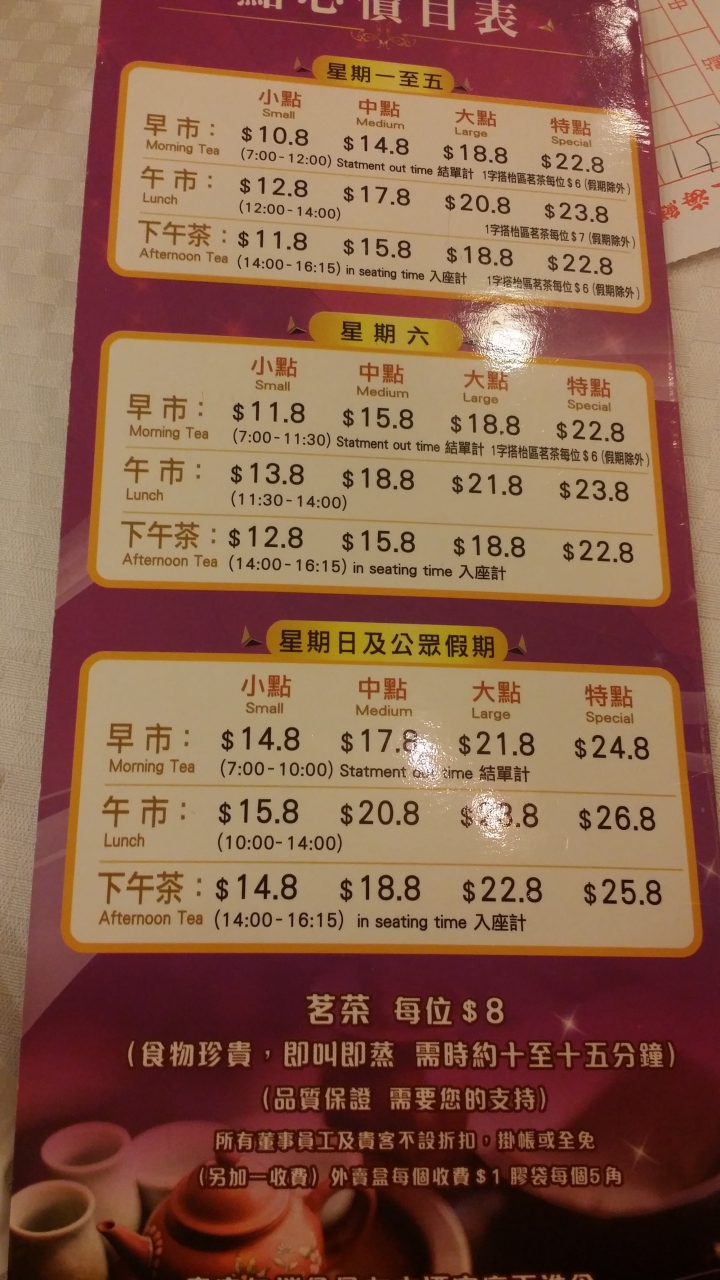 點心價目表
星期一至五
小點 中點 大點 特點
Small Medium Large Special
早市： $10.8 $14.8 $18.8 $22.8
Morning Tea (7:00-12:00) Statment out time 結單計 1字搭枱區茗茶每位$6 (假期除外)
午市： $12.8 $17.8 $20.8 $23.8
Lunch (12:00-14:00) 1字搭枱區茗茶每位$7 (假期除外)
下午茶： $11.8 $15.8 $18.8 $22.8
Afternoon Tea (14:00-16:15) in seating time 入座計 1字搭枱區茗茶每位$6 (假期除外)
星期六
小點 中點 大點 特點
Small Medium Large Special
早市： $11.8 $15.8 $18.8 $22.8
Morning Tea (7:00-11:30) Statment out time 結單計 1字搭枱區茗茶每位$6 (假期除外)
午市： $13.8 $18.8 $21.8 $23.8
Lunch (11:30-14:00)
下午茶： $12.8 $15.8 $18.8 $22.8
Afternoon Tea (14:00-16:15) in seating time 入座計
星期日及公眾假期
小點 中點 大點 特點
Small Medium Large Special
早市： $14.8 $17.8 $21.8 $24.8
Morning Tea (7:00-10:00) Statment out time 結單計
午市： $15.8 $20.8 $26.8
Lunch (10:00-14:00)
下午茶： $14.8 $18.8 $22.8 $25.8
Afternoon Tea (14:00-16:15) in seating time 入座計
茗茶 每位$8
(食物珍貴，即叫即蒸 需時約十至十五分鐘)
(品質保證 需要您的支持)
所有董事員工及貴客不設折扣，掛帳或全免
(另加一收費) 外賣盒每個收費$1 膠袋每個5角